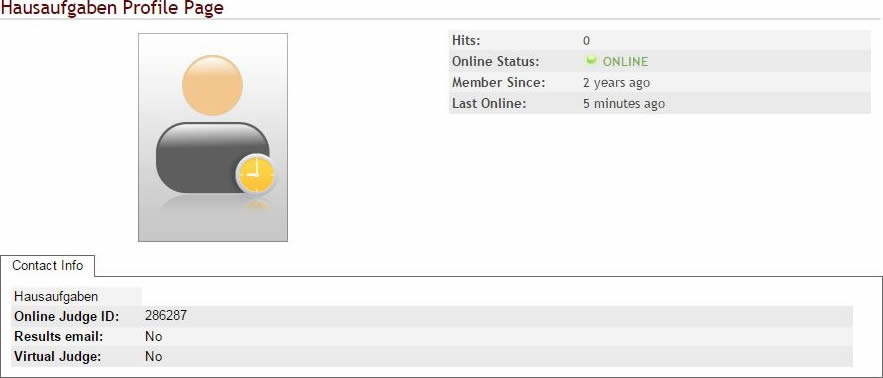 Hausaufgaben Profile Page
Hits: 0
Online Status: ONLINE
Member Since: 2 years ago
Last Online: 5 minutes ago
Contact Info
Hausaufgaben
Online Judge ID: 286287
Results email: No
Virtual Judge: No